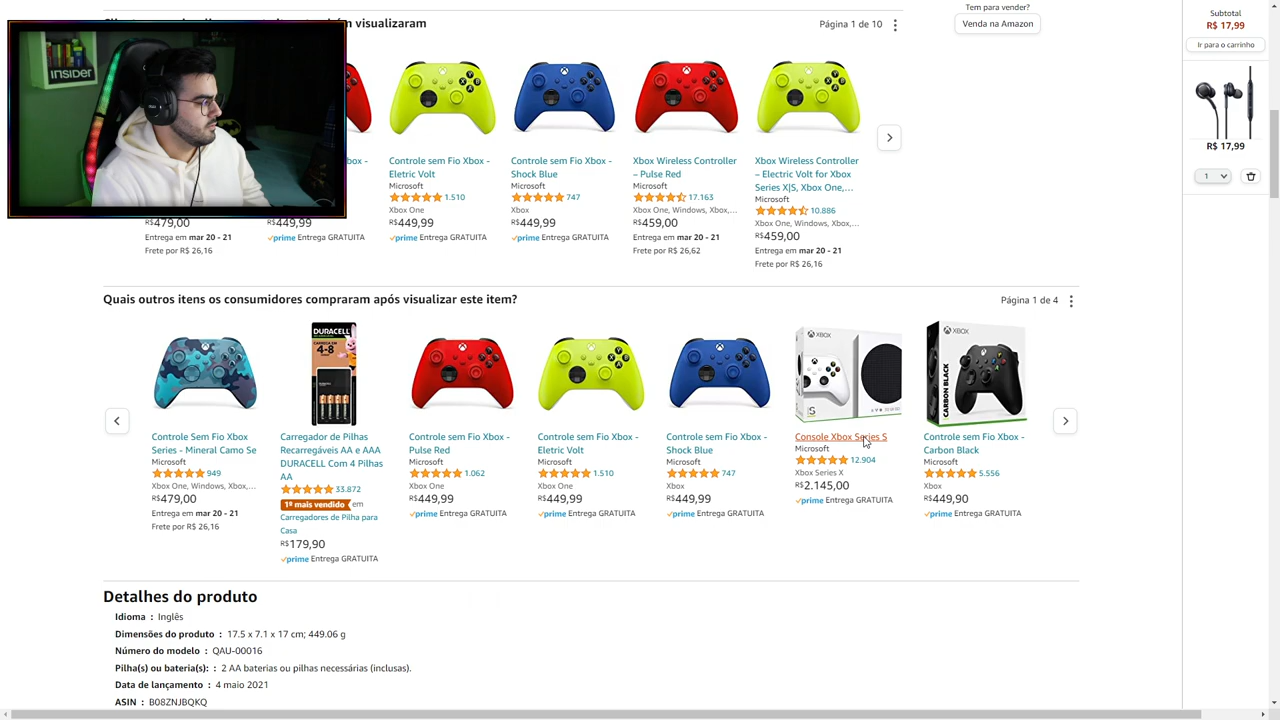 m visualizaram
Página 1 de 10
Tem para vender?
Venda na Amazon
Subtotal
R$ 17,99
Ir para o carrinho
R$ 17,99
1
INSIDER
R$479,00
Entrega em mar 20 - 21
Frete por R$ 26,16
box -
R$449,99
prime Entrega GRATUITA
Controle sem Fio Xbox -
Eletric Volt
Microsoft
1.510
Xbox One
R$449,99
prime Entrega GRATUITA
Controle sem Fio Xbox -
Shock Blue
Microsoft
747
Xbox
R$449,99
prime Entrega GRATUITA
Xbox Wireless Controller
– Pulse Red
Microsoft
17.163
Xbox One, Windows, Xbox,...
R$459,00
Entrega em mar 20 - 21
Frete por R$ 26,62
Xbox Wireless Controller
– Electric Volt for Xbox
Series X|S, Xbox One,...
Microsoft
10.886
Xbox One, Windows, Xbox,...
R$459,00
Entrega em mar 20 - 21
Frete por R$ 26,16
Quais outros itens os consumidores compraram após visualizar este item?
Página 1 de 4
Controle Sem Fio Xbox
Series - Mineral Camo Se
Microsoft
949
Xbox One, Windows, Xbox,...
R$479,00
Entrega em mar 20 - 21
Frete por R$ 26,16
DURACELL
4-8
Carregador de Pilhas
Recarregáveis AA e AAA
DURACELL Com 4 Pilhas
AA
33.872
1º mais vendido em
Carregadores de Pilha para
Casa
R$179,90
prime Entrega GRATUITA
Controle sem Fio Xbox -
Pulse Red
Microsoft
1.062
Xbox One
R$449,99
prime Entrega GRATUITA
Controle sem Fio Xbox -
Eletric Volt
Microsoft
1.510
Xbox One
R$449,99
prime Entrega GRATUITA
Controle sem Fio Xbox -
Shock Blue
Microsoft
747
Xbox
R$449,99
prime Entrega GRATUITA
XBOX
Console Xbox Series S
Microsoft
12.904
Xbox Series X
R$2.145,00
prime Entrega GRATUITA
XBOX
CARBON BLACK
Controle sem Fio Xbox -
Carbon Black
Microsoft
5.556
Xbox
R$449,90
prime Entrega GRATUITA
Detalhes do produto
Idioma : Inglês
Dimensões do produto : 17.5 x 7.1 x 17 cm; 449.06 g
Número do modelo : QAU-00016
Pilha(s) ou bateria(s): : 2 AA baterias ou pilhas necessárias (inclusas).
Data de lançamento : 4 maio 2021
ASIN : B08ZNJBQKQ